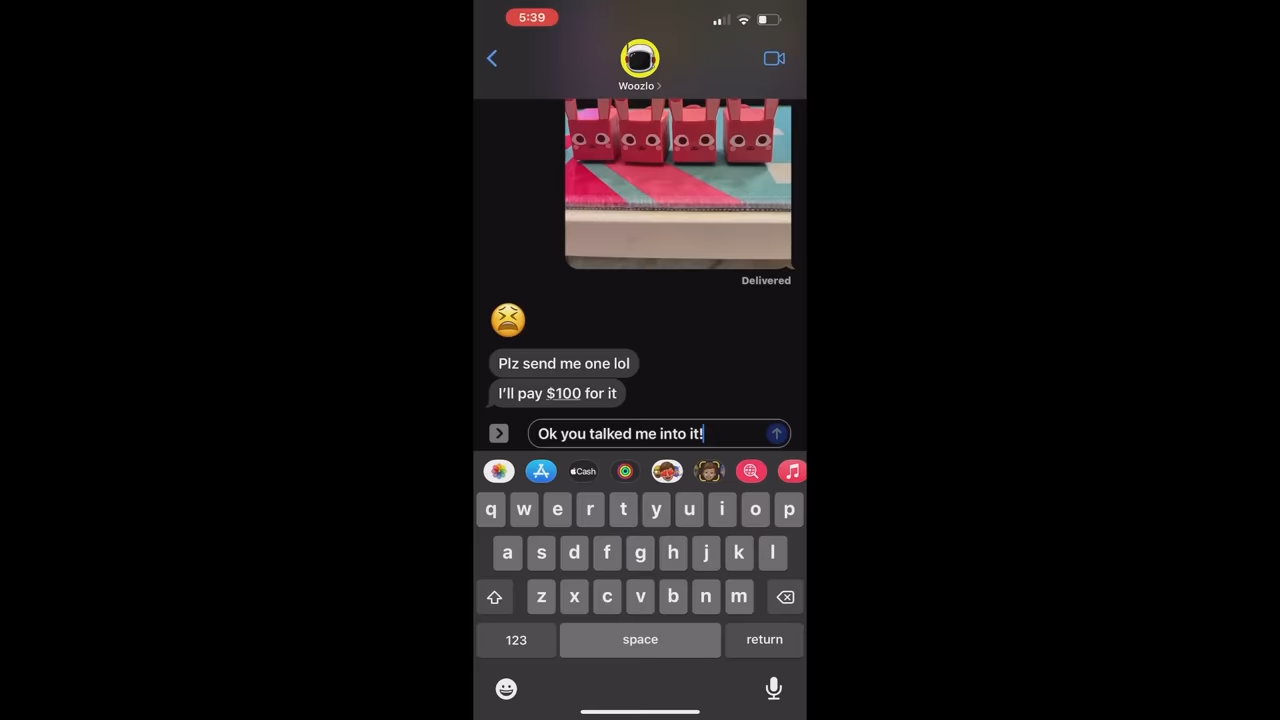 5:39
Woozlo
Delivered
Plz send me one lol
I'll pay $100 for it
Ok you talked me into it!
Cash
q w e r t y u i o p
a s d f g h j k l
z x c v b n m
123 space return